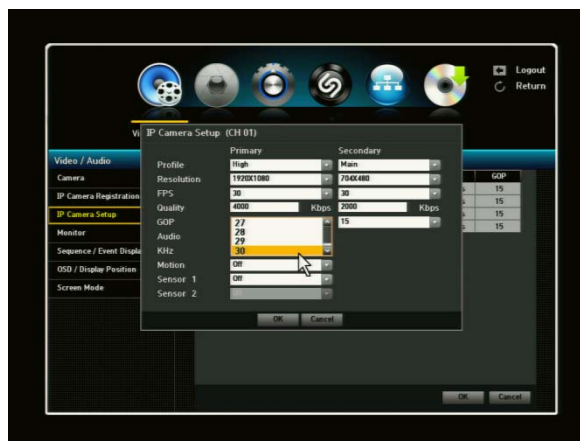 Logout
Return
Vi
IP Camera Setup (CH 01)
Primary Secondary
Video / Audio
Profile High Main
Camera GOP
Resolution 1920X1080 704X480
s 15
IP Camera Registration
FPS 30 30
s 15
Quality 4000 Kbps 2000 Kbps
IP Camera Setup
s 15
GOP 27 15
s 15
28
Monitor
Audio 29
Sequence / Event Displa
KHz 30
OSD / Display Position
Motion Off
Sensor 1 Off
Screen Mode
Sensor 2
OK Cancel
OK Cancel